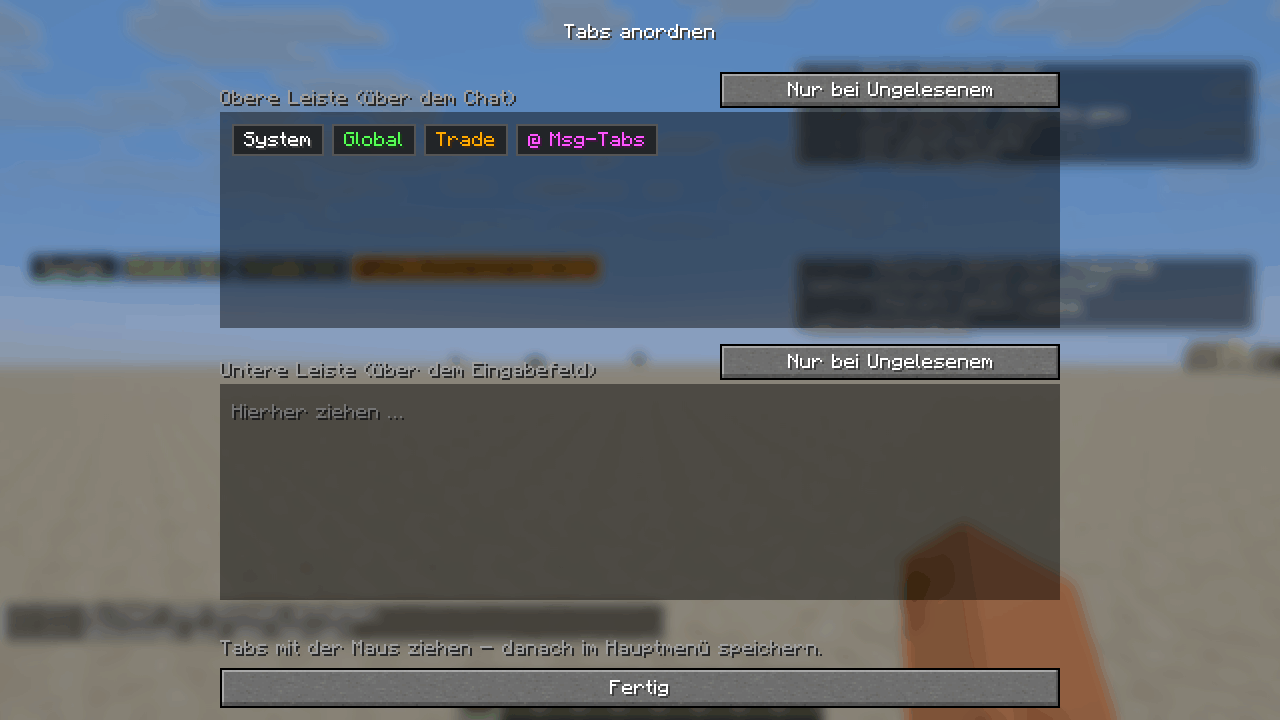 Tabs anordnen
Obere Leiste (über dem Chat)
Nur bei Ungelesenem
System Global Trade @ Msg-Tabs
Untere Leiste (über dem Eingabefeld)
Nur bei Ungelesenem
Hierher ziehen ...
Tabs mit der Maus ziehen – danach im Hauptmenü speichern.
Fertig